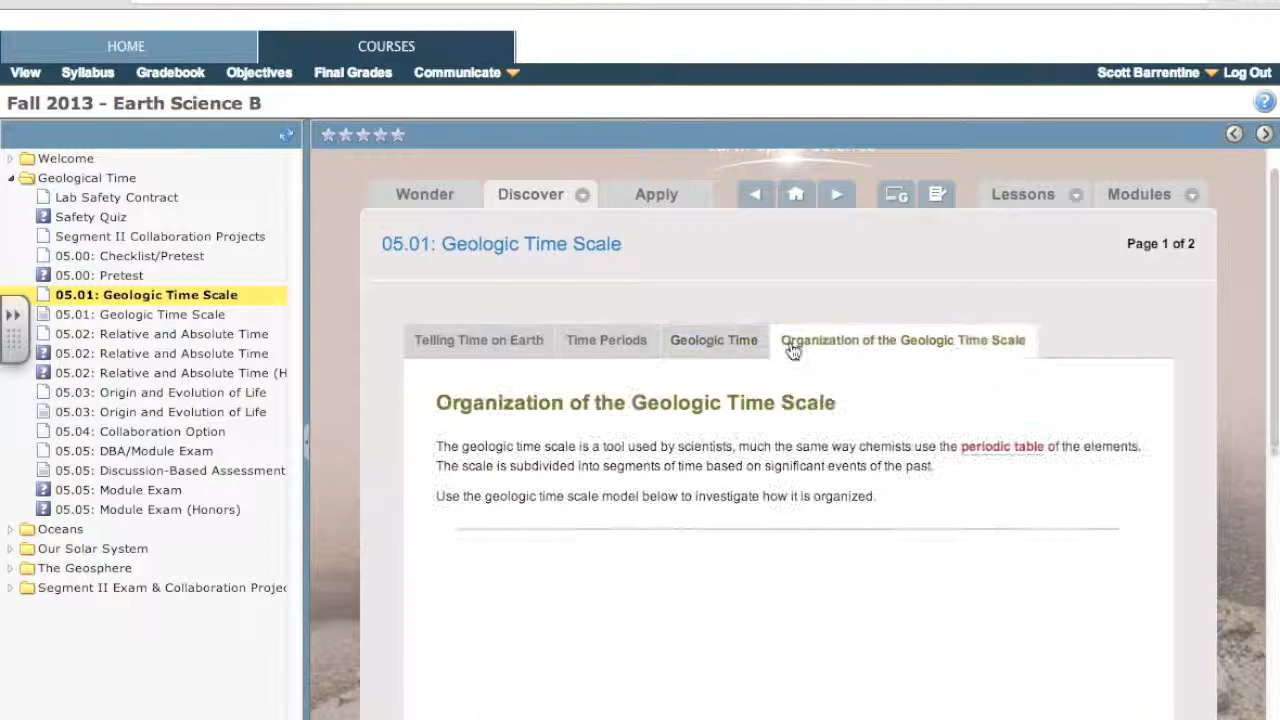 HOME
COURSES
View Syllabus Gradebook Objectives Final Grades Communicate
Scott Barrentine Log Out
Fall 2013 - Earth Science B
Welcome
Geological Time
Lab Safety Contract
Safety Quiz
Segment II Collaboration Projects
05.00: Checklist/Pretest
05.00: Pretest
05.01: Geologic Time Scale
05.01: Geologic Time Scale
05.02: Relative and Absolute Time
05.02: Relative and Absolute Time
05.02: Relative and Absolute Time (H
05.03: Origin and Evolution of Life
05.03: Origin and Evolution of Life
05.04: Collaboration Option
05.05: DBA/Module Exam
05.05: Discussion-Based Assessment
05.05: Module Exam
05.05: Module Exam (Honors)
Oceans
Our Solar System
The Geosphere
Segment II Exam & Collaboration Proje
Wonder
Discover
Apply
Lessons
Modules
05.01: Geologic Time Scale
Page 1 of 2
Telling Time on Earth
Time Periods
Geologic Time
Organization of the Geologic Time Scale
Organization of the Geologic Time Scale
The geologic time scale is a tool used by scientists, much the same way chemists use the periodic table of the elements.
The scale is subdivided into segments of time based on significant events of the past.
Use the geologic time scale model below to investigate how it is organized.